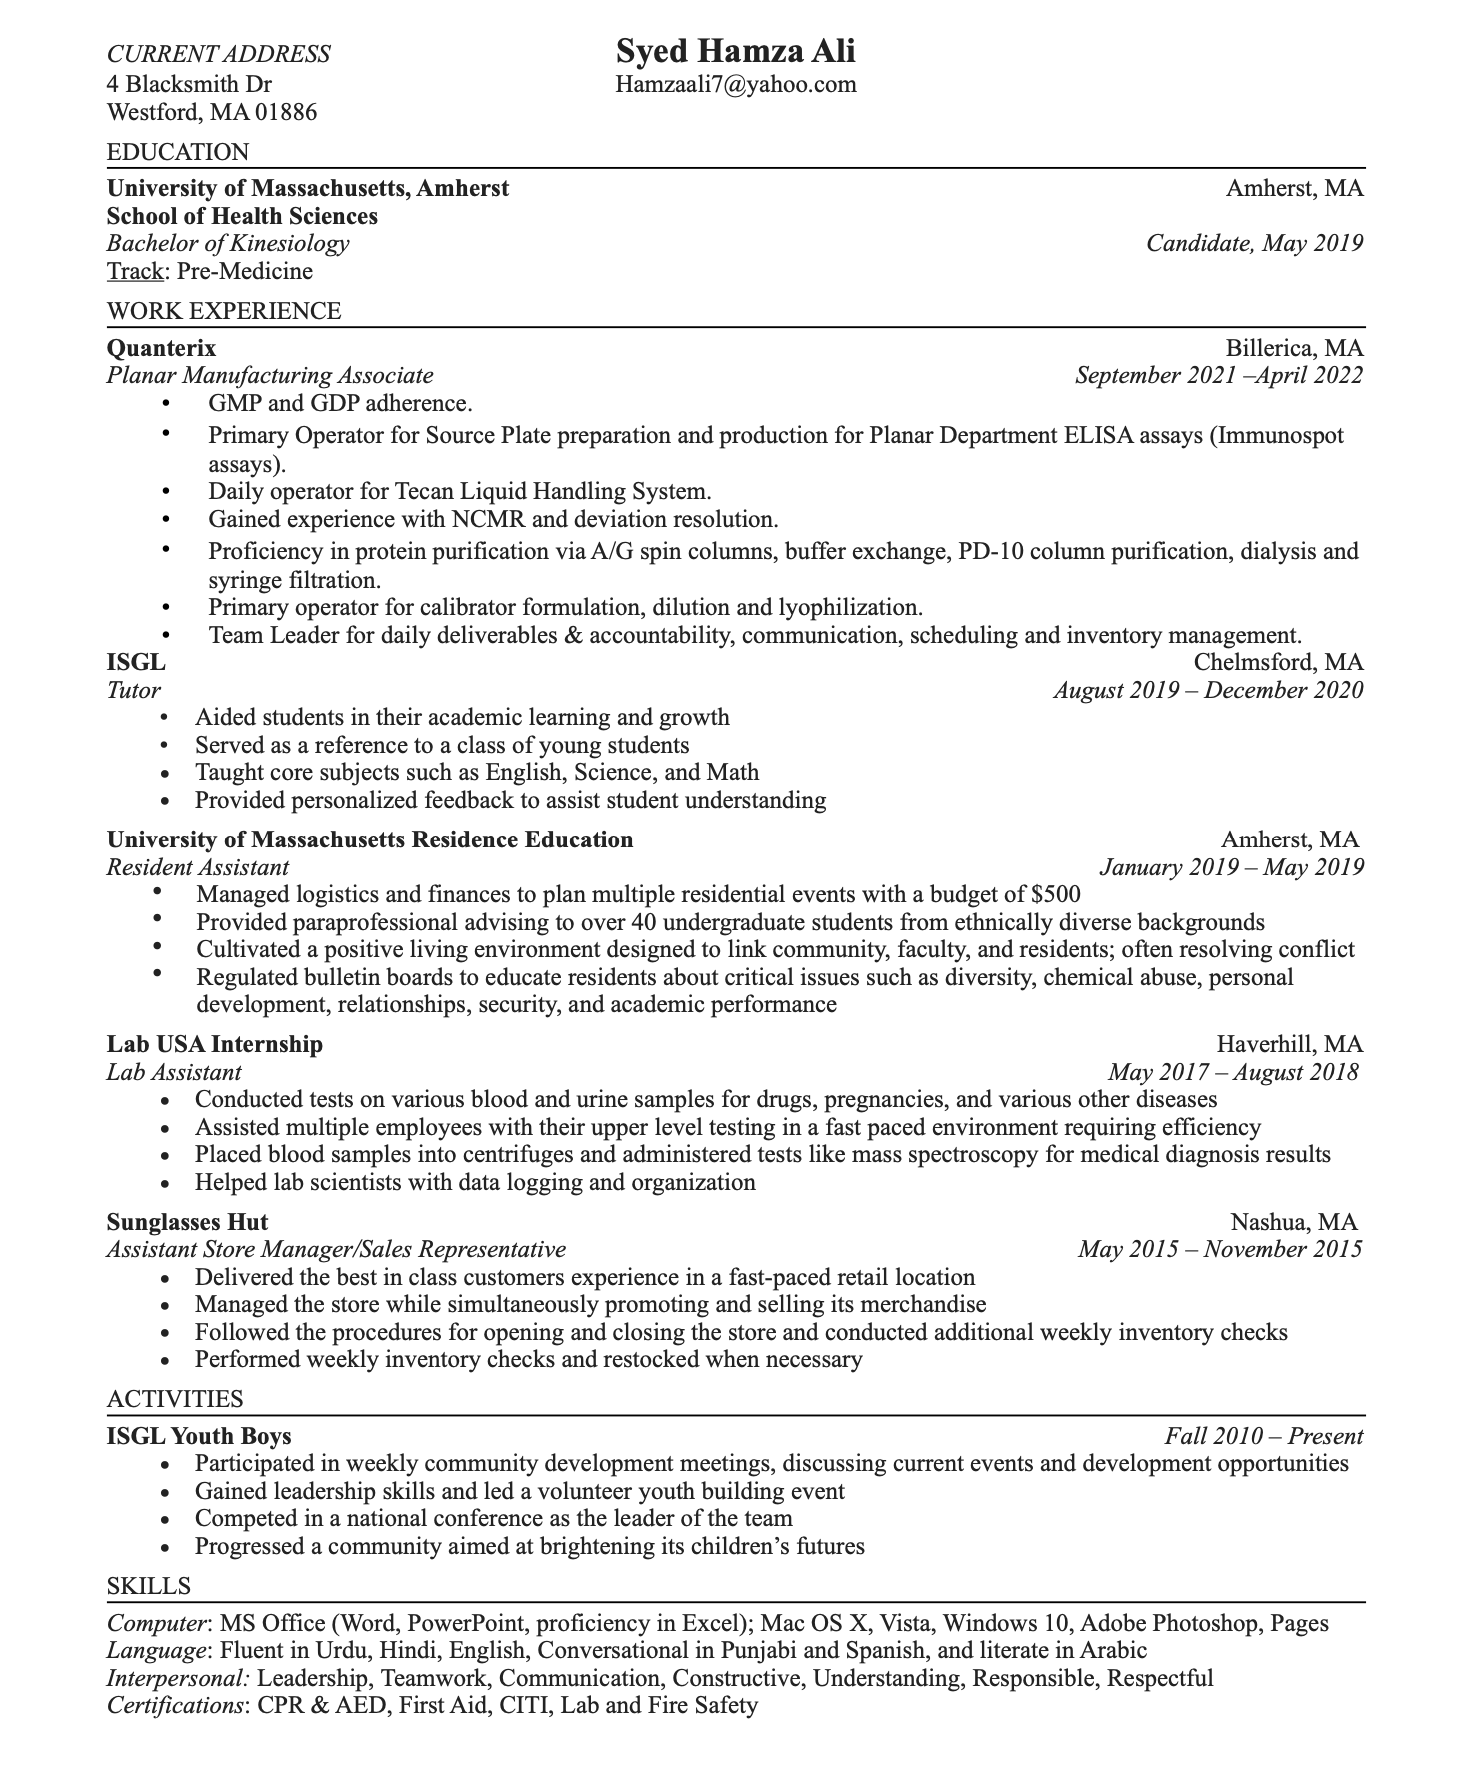 CURRENT ADDRESS
Syed Hamza Ali
4 Blacksmith Dr
Hamzaali7@yahoo.com
Westford, MA 01886
EDUCATION
University of Massachusetts, Amherst Amherst, MA
School of Health Sciences
Bachelor of Kinesiology Candidate, May 2019
Track: Pre-Medicine
WORK EXPERIENCE
Quanterix Billerica, MA
Planar Manufacturing Associate September 2021 –April 2022
• GMP and GDP adherence.
• Primary Operator for Source Plate preparation and production for Planar Department ELISA assays (Immunospot
assays).
• Daily operator for Tecan Liquid Handling System.
• Gained experience with NCMR and deviation resolution.
• Proficiency in protein purification via A/G spin columns, buffer exchange, PD-10 column purification, dialysis and
syringe filtration.
• Primary operator for calibrator formulation, dilution and lyophilization.
• Team Leader for daily deliverables & accountability, communication, scheduling and inventory management.
ISGL Chelmsford, MA
Tutor August 2019 – December 2020
• Aided students in their academic learning and growth
• Served as a reference to a class of young students
• Taught core subjects such as English, Science, and Math
• Provided personalized feedback to assist student understanding
University of Massachusetts Residence Education Amherst, MA
Resident Assistant January 2019 – May 2019
• Managed logistics and finances to plan multiple residential events with a budget of $500
• Provided paraprofessional advising to over 40 undergraduate students from ethnically diverse backgrounds
• Cultivated a positive living environment designed to link community, faculty, and residents; often resolving conflict
• Regulated bulletin boards to educate residents about critical issues such as diversity, chemical abuse, personal
development, relationships, security, and academic performance
Lab USA Internship Haverhill, MA
Lab Assistant May 2017 – August 2018
• Conducted tests on various blood and urine samples for drugs, pregnancies, and various other diseases
• Assisted multiple employees with their upper level testing in a fast paced environment requiring efficiency
• Placed blood samples into centrifuges and administered tests like mass spectroscopy for medical diagnosis results
• Helped lab scientists with data logging and organization
Sunglasses Hut Nashua, MA
Assistant Store Manager/Sales Representative May 2015 – November 2015
• Delivered the best in class customers experience in a fast-paced retail location
• Managed the store while simultaneously promoting and selling its merchandise
• Followed the procedures for opening and closing the store and conducted additional weekly inventory checks
• Performed weekly inventory checks and restocked when necessary
ACTIVITIES
ISGL Youth Boys Fall 2010 – Present
• Participated in weekly community development meetings, discussing current events and development opportunities
• Gained leadership skills and led a volunteer youth building event
• Competed in a national conference as the leader of the team
• Progressed a community aimed at brightening its children’s futures
SKILLS
Computer: MS Office (Word, PowerPoint, proficiency in Excel); Mac OS X, Vista, Windows 10, Adobe Photoshop, Pages
Language: Fluent in Urdu, Hindi, English, Conversational in Punjabi and Spanish, and literate in Arabic
Interpersonal: Leadership, Teamwork, Communication, Constructive, Understanding, Responsible, Respectful
Certifications: CPR & AED, First Aid, CITI, Lab and Fire Safety